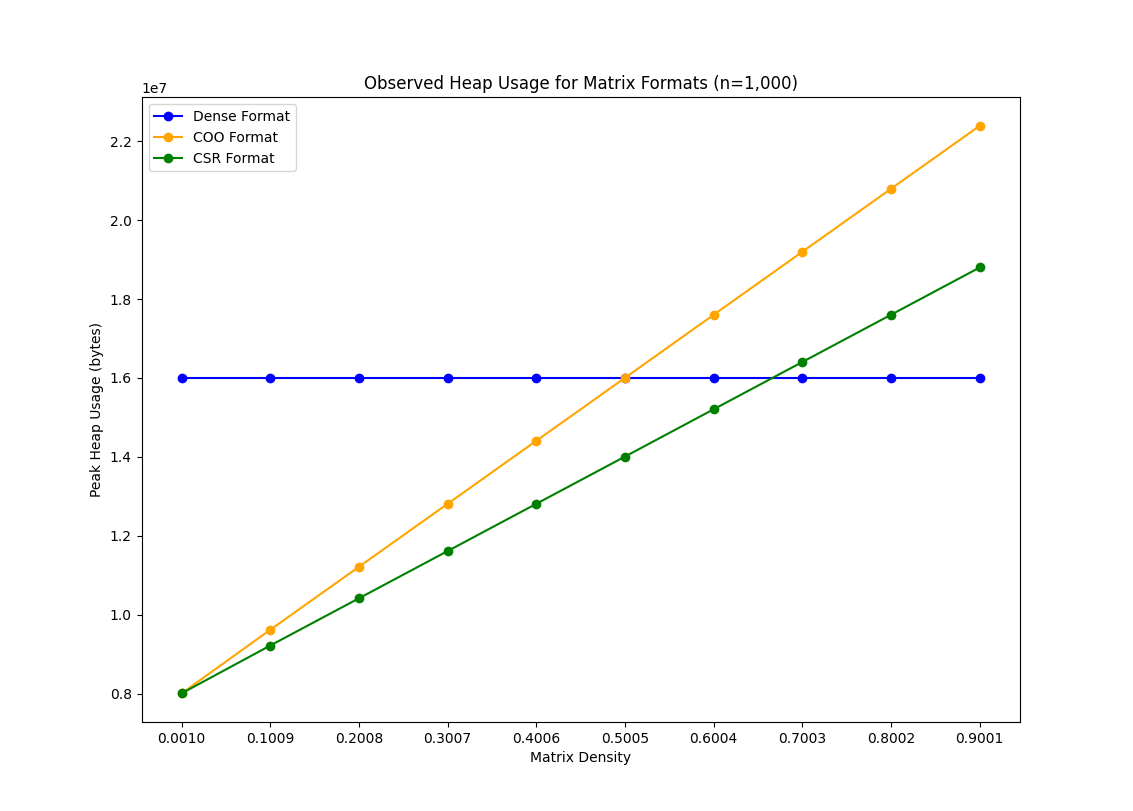 Observed Heap Usage for Matrix Formats (n=1,000)
1e7
Dense Format
COO Format
CSR Format
2.2
2.0
1.8
1.6
1.4
1.2
1.0
0.8
Peak Heap Usage (bytes)
0.0010 0.1009 0.2008 0.3007 0.4006 0.5005 0.6004 0.7003 0.8002 0.9001
Matrix Density